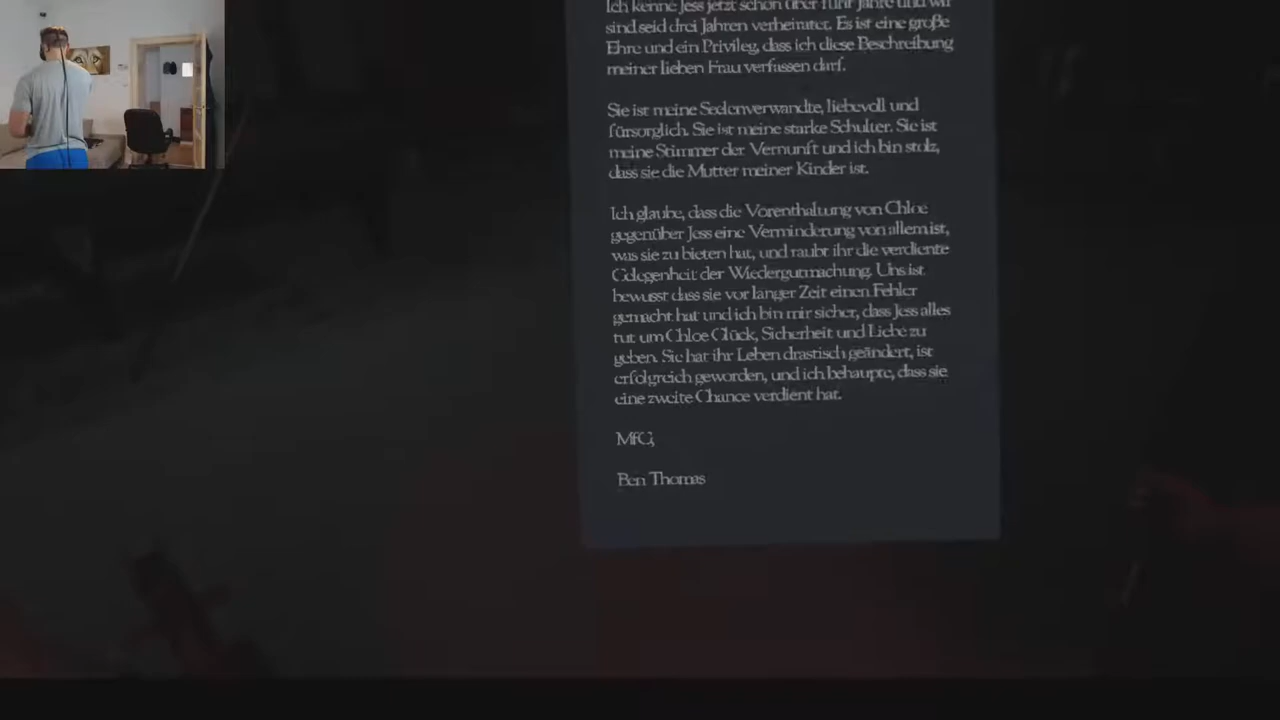 Ich kenne Jess jetzt schon über fünf Jahre und wir
sind seid drei Jahren verheiratet. Es ist eine große
Ehre und ein Privileg, dass ich diese Beschreibung
meiner lieben Frau verfassen darf.
Sie ist meine Seelenverwandte, liebevoll und
fürsorglich. Sie ist meine starke Schulter. Sie ist
meine Stimmer der Vernunft und ich bin stolz,
dass sie die Mutter meiner Kinder ist.
Ich glaube, dass die Vorenthaltung von Chloe
gegenüber Jess eine Verminderung von allem ist,
was sie zu bieten hat, und raubt ihr die verdiente
Gelegenheit der Wiedergutmachung. Uns ist
bewusst dass sie vor langer Zeit einen Fehler
gemacht hat und ich bin mir sicher, dass Jess alles
tut um Chloe Glück, Sicherheit und Liebe zu
geben. Sie hat ihr Leben drastisch geändert, ist
erfolgreich geworden, und ich behaupte, dass sie
eine zweite Chance verdient hat.
MfG,
Ben Thomas